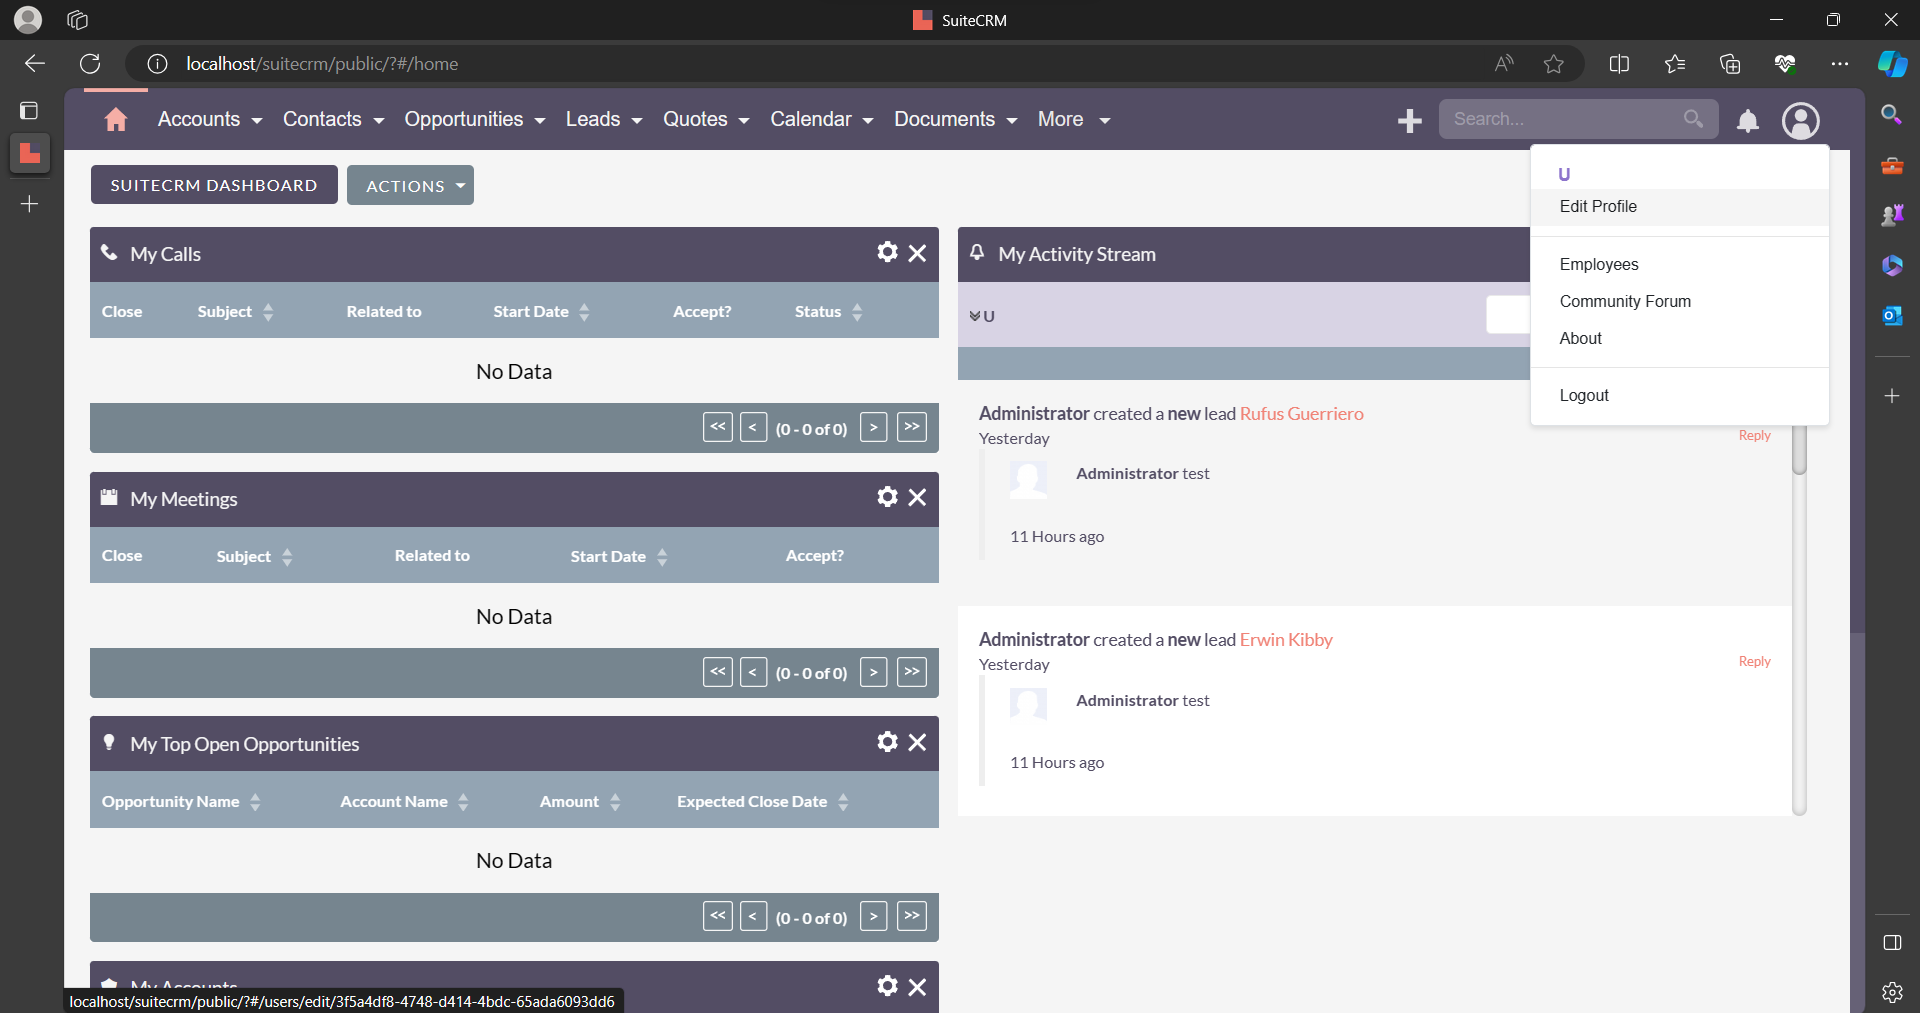 SuiteCRM
localhost/suitecrm/public/?#/home
Accounts Contacts Opportunities Leads Quotes Calendar Documents More
Search...
SUITECRM DASHBOARD ACTIONS
U
Edit Profile
Employees
Community Forum
About
Logout
My Calls
Close Subject Related to Start Date Accept? Status
No Data
<< < (0 - 0 of 0) > >>
My Meetings
Close Subject Related to Start Date Accept?
No Data
<< < (0 - 0 of 0) > >>
My Top Open Opportunities
Opportunity Name Account Name Amount Expected Close Date
No Data
<< < (0 - 0 of 0) > >>
My Accounts
My Activity Stream
U
Administrator created a new lead Rufus Guerriero
Yesterday
Reply
Administrator test
11 Hours ago
Administrator created a new lead Erwin Kibby
Yesterday
Reply
Administrator test
11 Hours ago
localhost/suitecrm/public/?#/users/edit/3f5a4df8-4748-d414-4bdc-65ada6093dd6